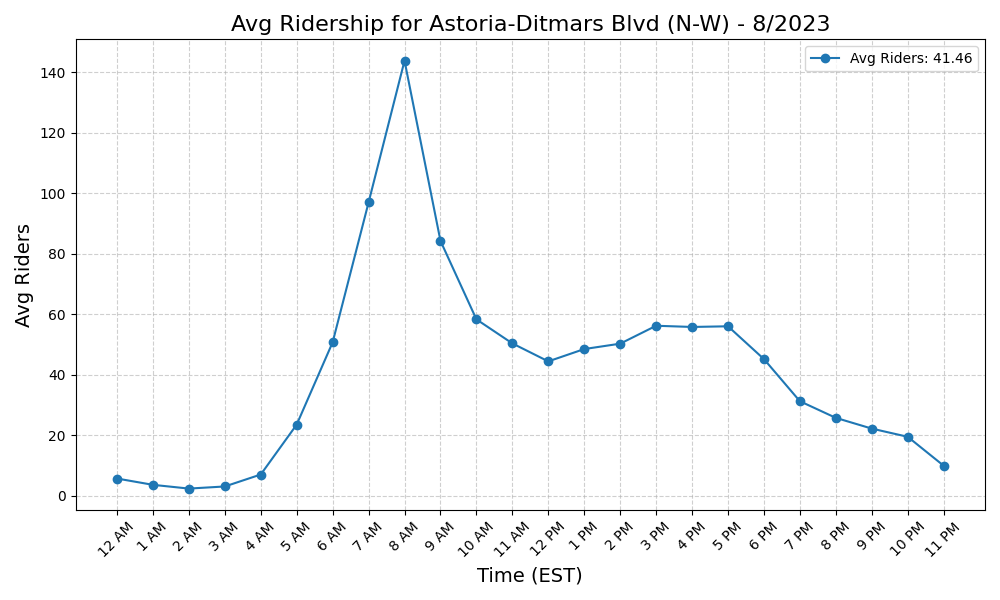 Avg Ridership for Astoria-Ditmars Blvd (N-W) - 8/2023
Avg Riders: 41.46
Avg Riders
140
120
100
80
60
40
20
0
12 AM
1 AM
2 AM
3 AM
4 AM
5 AM
6 AM
7 AM
8 AM
9 AM
10 AM
11 AM
12 PM
1 PM
2 PM
3 PM
4 PM
5 PM
6 PM
7 PM
8 PM
9 PM
10 PM
11 PM
Time (EST)